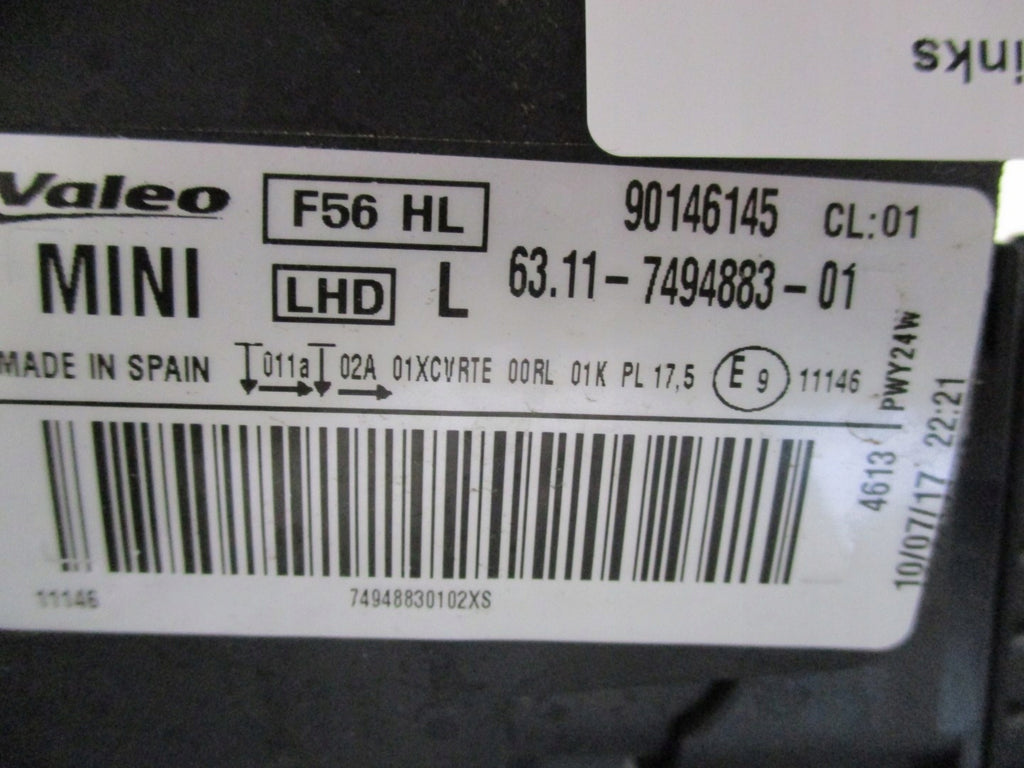 inks
Valeo F56 HL 90146145 CL:01
MINI LHD L 63.11-7494883-01
MADE IN SPAIN 011a 02A 01XCVRTE 00RL 01K PL 17,5 E 9 11146
4613 PWY24W
10/07/17 22:21
11146 74948830102XS